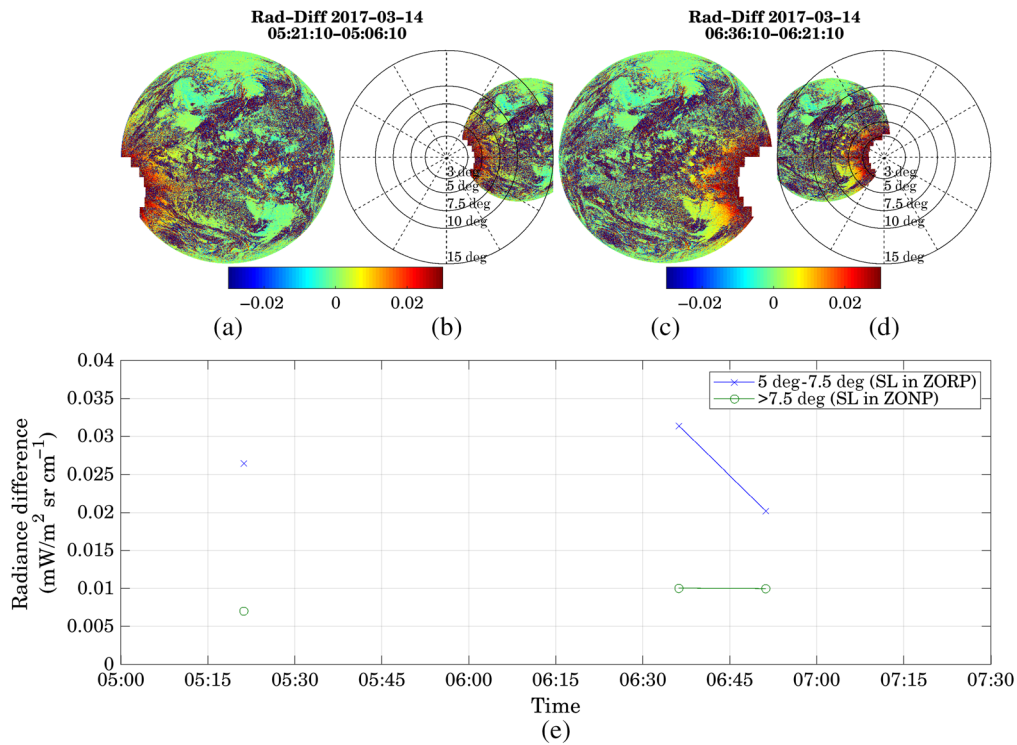 Rad-Diff 2017-03-14
05:21:10-05:06:10
Rad-Diff 2017-03-14
06:36:10-06:21:10
3 deg
5 deg
7.5 deg
10 deg
15 deg
3 deg
5 deg
7.5 deg
10 deg
15 deg
−0.02 0 0.02
−0.02 0 0.02
(a) (b) (c) (d)
0.04
0.035
0.03
0.025
0.02
0.015
0.01
0.005
0
Radiance difference
(mW/m² sr cm⁻¹)
5 deg-7.5 deg (SL in ZORP)
>7.5 deg (SL in ZONP)
05:00 05:15 05:30 05:45 06:00 06:15 06:30 06:45 07:00 07:15 07:30
Time
(e)